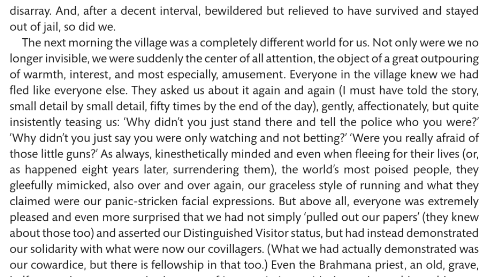 disarray. And, after a decent interval, bewildered but relieved to have survived and stayed
out of jail, so did we.
The next morning the village was a completely different world for us. Not only were we no
longer invisible, we were suddenly the center of all attention, the object of a great outpouring
of warmth, interest, and most especially, amusement. Everyone in the village knew we had
fled like everyone else. They asked us about it again and again (I must have told the story,
small detail by small detail, fifty times by the end of the day), gently, affectionately, but quite
insistently teasing us: ‘Why didn’t you just stand there and tell the police who you were?’
‘Why didn’t you just say you were only watching and not betting?’ ‘Were you really afraid of
those little guns?’ As always, kinesthetically minded and even when fleeing for their lives (or,
as happened eight years later, surrendering them), the world’s most poised people, they
gleefully mimicked, also over and over again, our graceless style of running and what they
claimed were our panic-stricken facial expressions. But above all, everyone was extremely
pleased and even more surprised that we had not simply ‘pulled out our papers’ (they knew
about those too) and asserted our Distinguished Visitor status, but had instead demonstrated
our solidarity with what were now our covillagers. (What we had actually demonstrated was
our cowardice, but there is fellowship in that too.) Even the Brahmana priest, an old, grave,